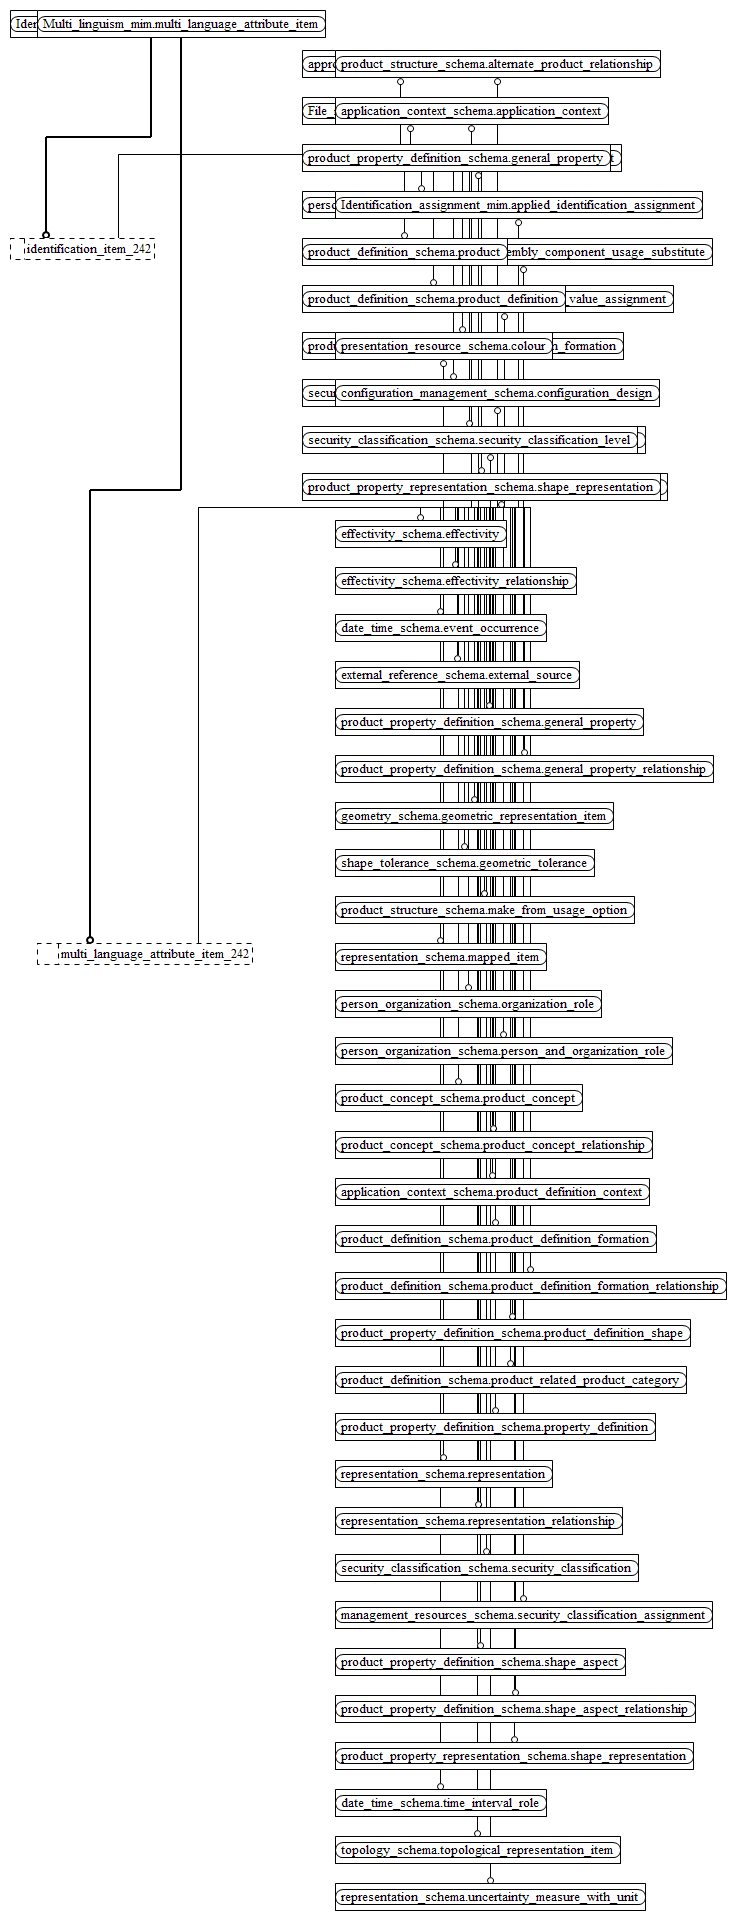 Multi_linguism_mim.multi_language_attribute_item
product_structure_schema.alternate_product_relationship
application_context_schema.application_context
product_property_definition_schema.general_property
Identification_assignment_mim.applied_identification_assignment
identification_item_242
product_definition_schema.product
product_definition_schema.product_definition
presentation_resource_schema.colour
configuration_management_schema.configuration_design
security_classification_schema.security_classification_level
product_property_representation_schema.shape_representation
effectivity_schema.effectivity
effectivity_schema.effectivity_relationship
date_time_schema.event_occurrence
external_reference_schema.external_source
product_property_definition_schema.general_property
product_property_definition_schema.general_property_relationship
geometry_schema.geometric_representation_item
shape_tolerance_schema.geometric_tolerance
product_structure_schema.make_from_usage_option
multi_language_attribute_item_242
representation_schema.mapped_item
person_organization_schema.organization_role
person_organization_schema.person_and_organization_role
product_concept_schema.product_concept
product_concept_schema.product_concept_relationship
application_context_schema.product_definition_context
product_definition_schema.product_definition_formation
product_definition_schema.product_definition_formation_relationship
product_property_definition_schema.product_definition_shape
product_definition_schema.product_related_product_category
product_property_definition_schema.property_definition
representation_schema.representation
representation_schema.representation_relationship
security_classification_schema.security_classification
management_resources_schema.security_classification_assignment
product_property_definition_schema.shape_aspect
product_property_definition_schema.shape_aspect_relationship
product_property_representation_schema.shape_representation
date_time_schema.time_interval_role
topology_schema.topological_representation_item
representation_schema.uncertainty_measure_with_unit